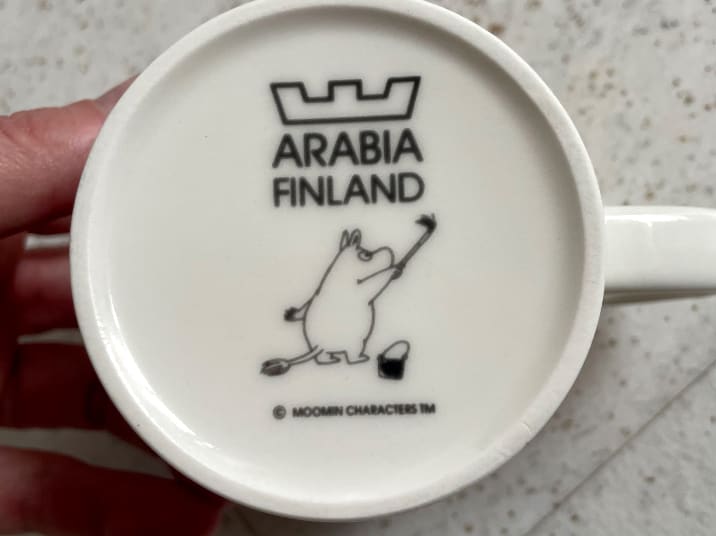 ARABIA
FINLAND
© MOOMIN CHARACTERS TM